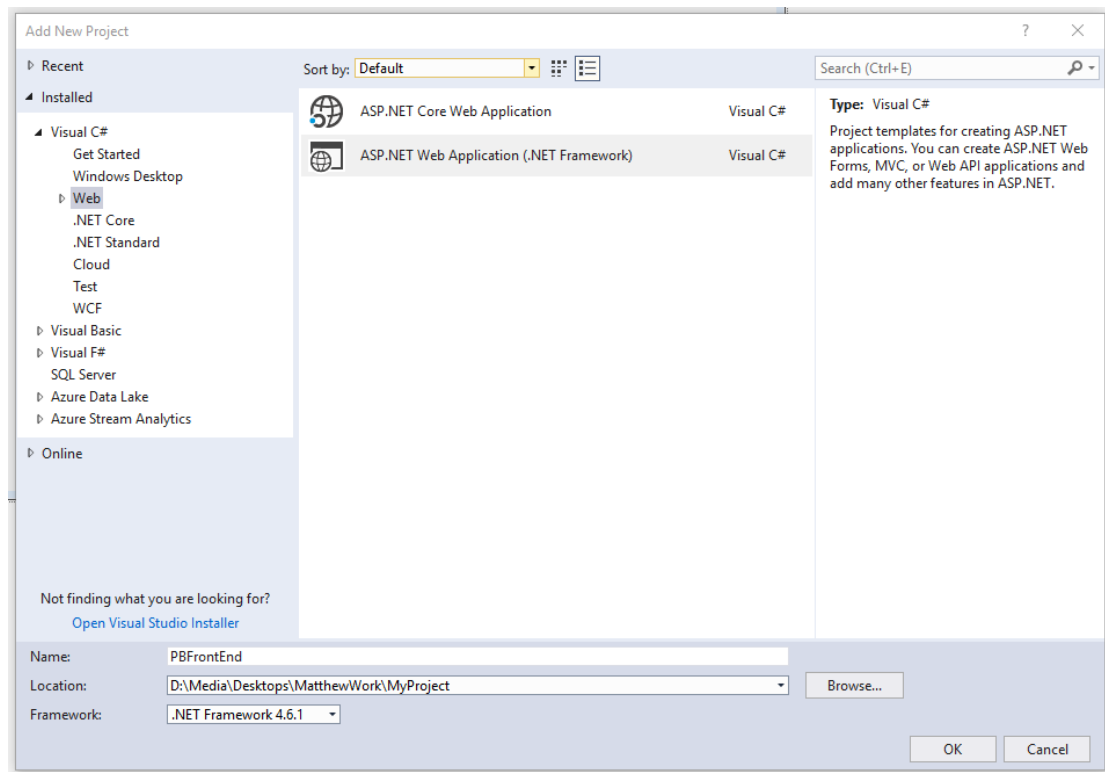 Add New Project
?
Recent
Installed
Visual C#
Get Started
Windows Desktop
Web
.NET Core
.NET Standard
Cloud
Test
WCF
Visual Basic
Visual F#
SQL Server
Azure Data Lake
Azure Stream Analytics
Online
Not finding what you are looking for?
Open Visual Studio Installer
Sort by: Default
ASP.NET Core Web Application Visual C#
ASP.NET Web Application (.NET Framework) Visual C#
Search (Ctrl+E)
Type: Visual C#
Project templates for creating ASP.NET
applications. You can create ASP.NET Web
Forms, MVC, or Web API applications and
add many other features in ASP.NET.
Name: PBFrontEnd
Location: D:\Media\Desktops\MatthewWork\MyProject
Browse...
Framework: .NET Framework 4.6.1
OK Cancel